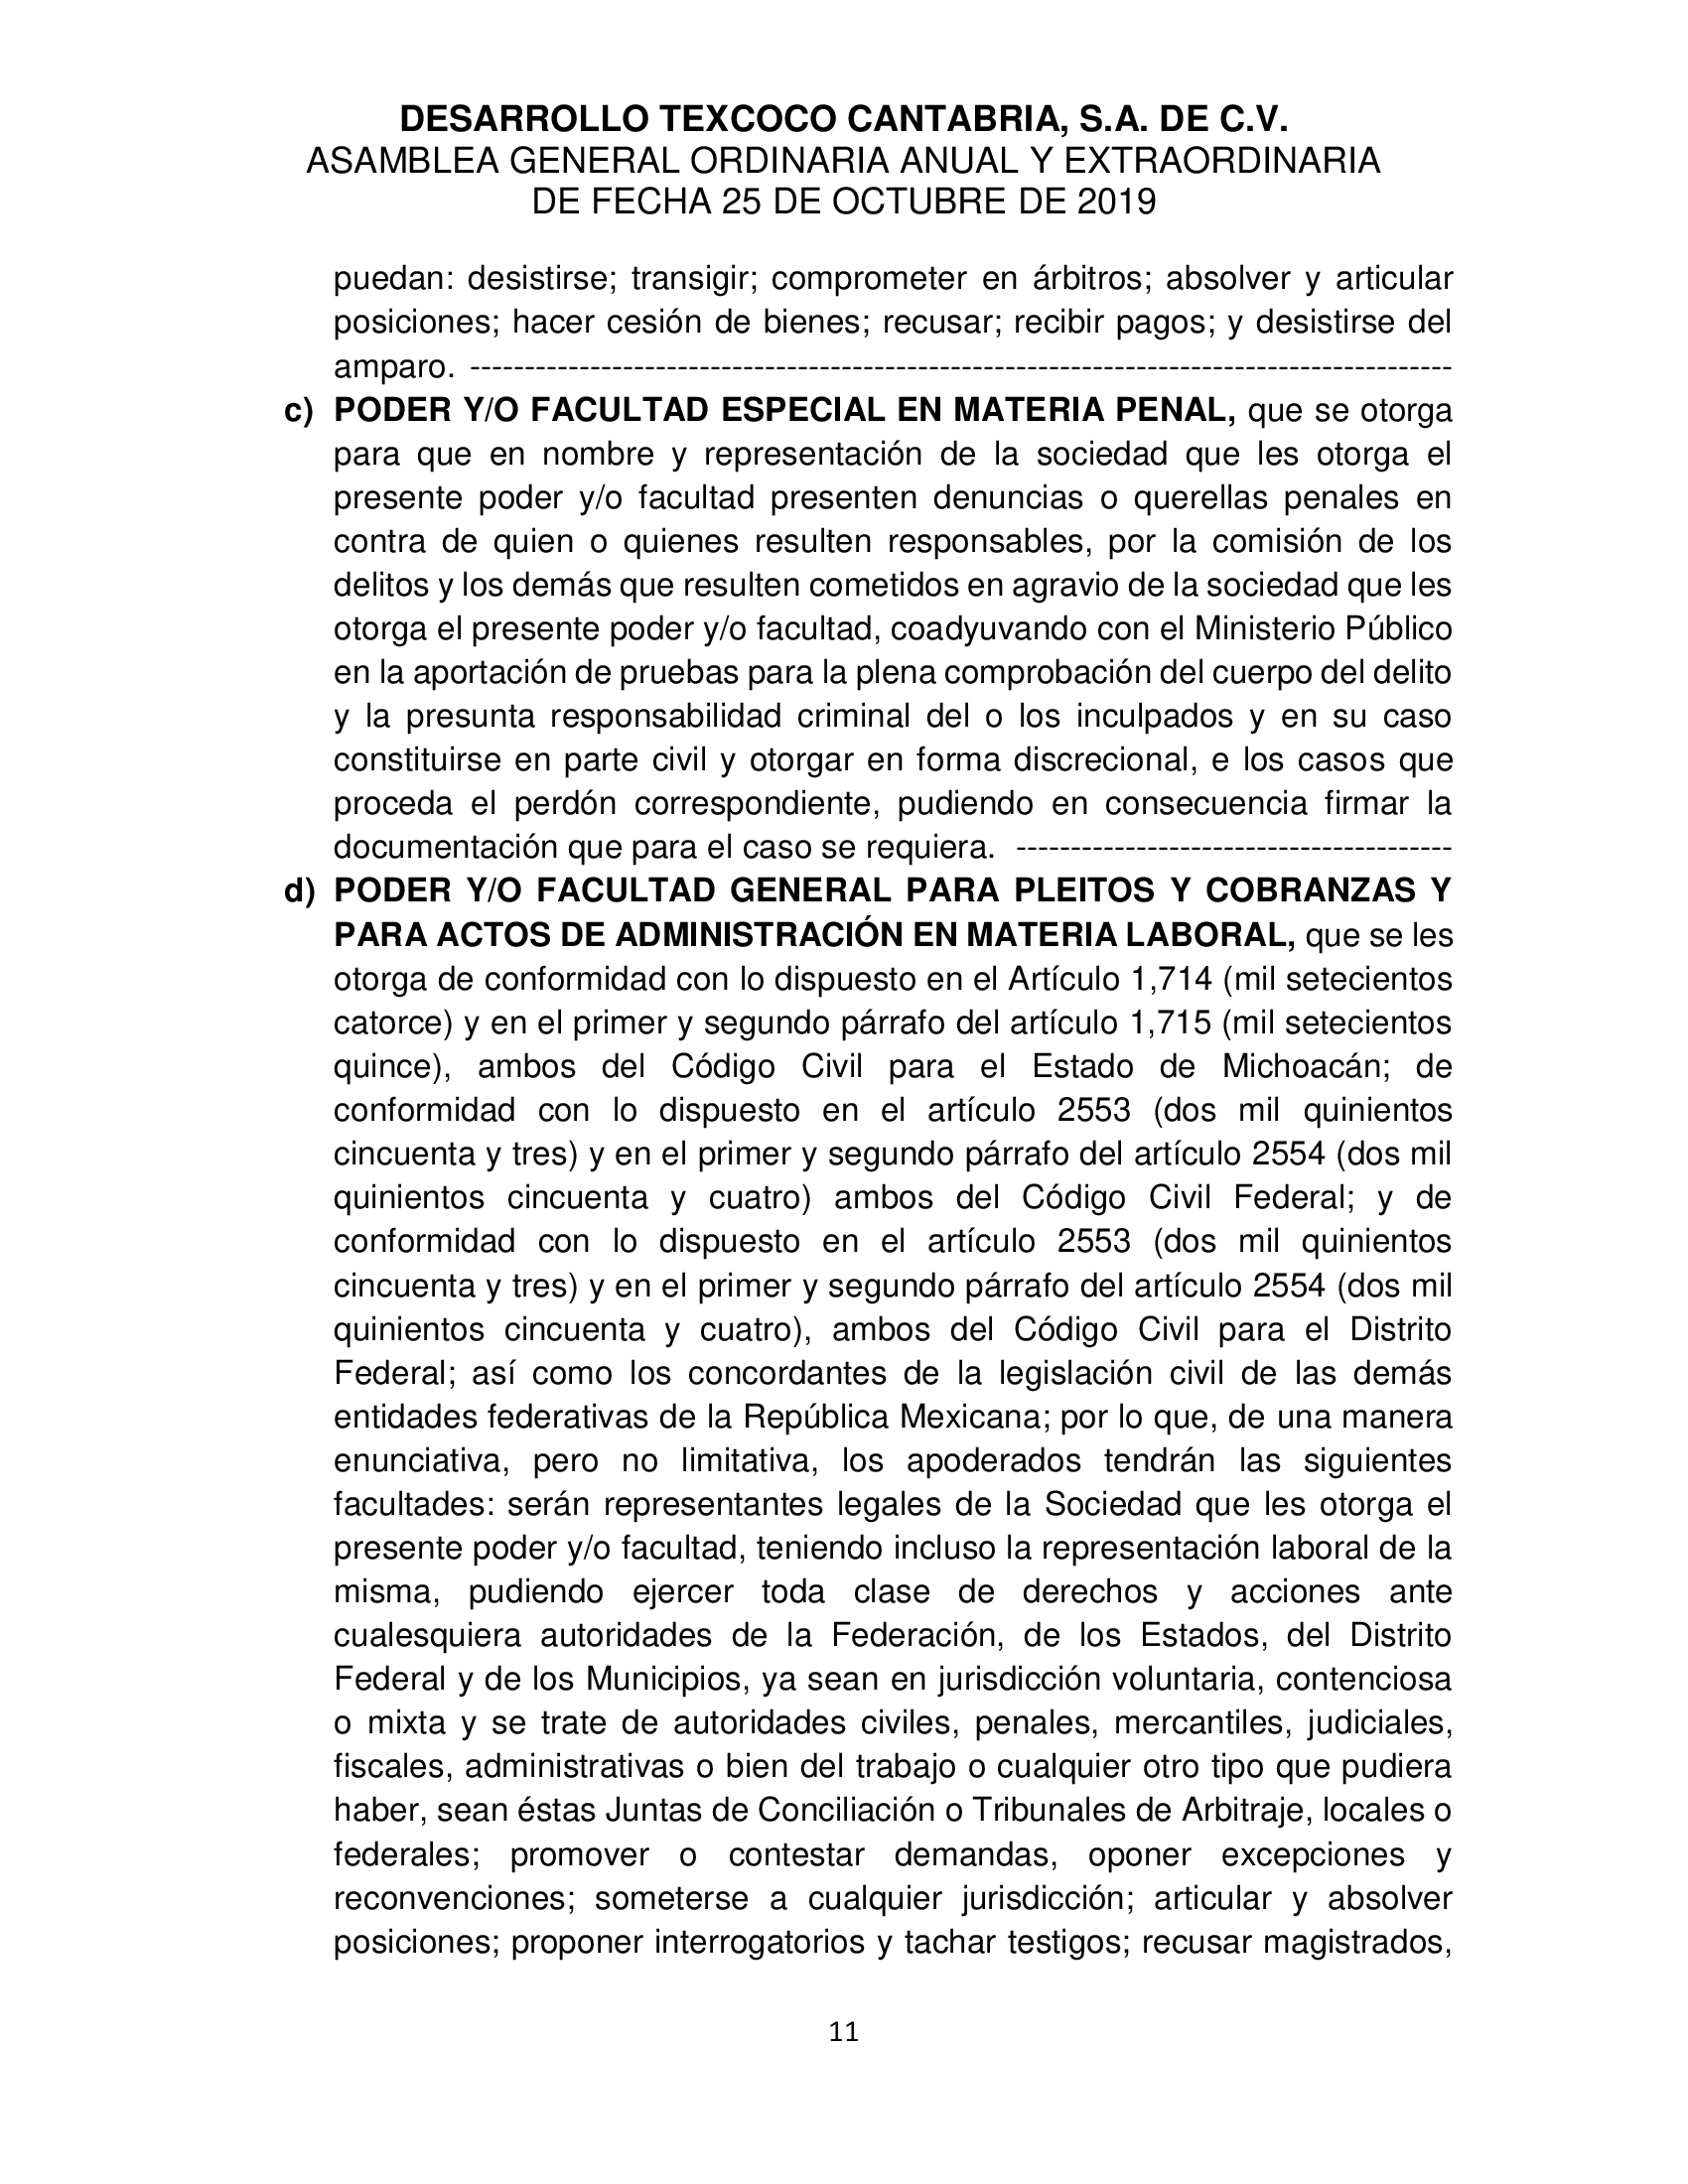 DESARROLLO TEXCOCO CANTABRIA, S.A. DE C.V.
ASAMBLEA GENERAL ORDINARIA ANUAL Y EXTRAORDINARIA
DE FECHA 25 DE OCTUBRE DE 2019
puedan: desistirse; transigir; comprometer en árbitros; absolver y articular
posiciones; hacer cesión de bienes; recusar; recibir pagos; y desistirse del
amparo. ------------------------------------------------------------------------------------------
c) PODER Y/O FACULTAD ESPECIAL EN MATERIA PENAL, que se otorga
para que en nombre y representación de la sociedad que les otorga el
presente poder y/o facultad presenten denuncias o querellas penales en
contra de quien o quienes resulten responsables, por la comisión de los
delitos y los demás que resulten cometidos en agravio de la sociedad que les
otorga el presente poder y/o facultad, coadyuvando con el Ministerio Público
en la aportación de pruebas para la plena comprobación del cuerpo del delito
y la presunta responsabilidad criminal del o los inculpados y en su caso
constituirse en parte civil y otorgar en forma discrecional, e los casos que
proceda el perdón correspondiente, pudiendo en consecuencia firmar la
documentación que para el caso se requiera. ----------------------------------------
d) PODER Y/O FACULTAD GENERAL PARA PLEITOS Y COBRANZAS Y
PARA ACTOS DE ADMINISTRACIÓN EN MATERIA LABORAL, que se les
otorga de conformidad con lo dispuesto en el Artículo 1,714 (mil setecientos
catorce) y en el primer y segundo párrafo del artículo 1,715 (mil setecientos
quince), ambos del Código Civil para el Estado de Michoacán; de
conformidad con lo dispuesto en el artículo 2553 (dos mil quinientos
cincuenta y tres) y en el primer y segundo párrafo del artículo 2554 (dos mil
quinientos cincuenta y cuatro) ambos del Código Civil Federal; y de
conformidad con lo dispuesto en el artículo 2553 (dos mil quinientos
cincuenta y tres) y en el primer y segundo párrafo del artículo 2554 (dos mil
quinientos cincuenta y cuatro), ambos del Código Civil para el Distrito
Federal; así como los concordantes de la legislación civil de las demás
entidades federativas de la República Mexicana; por lo que, de una manera
enunciativa, pero no limitativa, los apoderados tendrán las siguientes
facultades: serán representantes legales de la Sociedad que les otorga el
presente poder y/o facultad, teniendo incluso la representación laboral de la
misma, pudiendo ejercer toda clase de derechos y acciones ante
cualesquiera autoridades de la Federación, de los Estados, del Distrito
Federal y de los Municipios, ya sean en jurisdicción voluntaria, contenciosa
o mixta y se trate de autoridades civiles, penales, mercantiles, judiciales,
fiscales, administrativas o bien del trabajo o cualquier otro tipo que pudiera
haber, sean éstas Juntas de Conciliación o Tribunales de Arbitraje, locales o
federales; promover o contestar demandas, oponer excepciones y
reconvenciones; someterse a cualquier jurisdicción; articular y absolver
posiciones; proponer interrogatorios y tachar testigos; recusar magistrados,
11